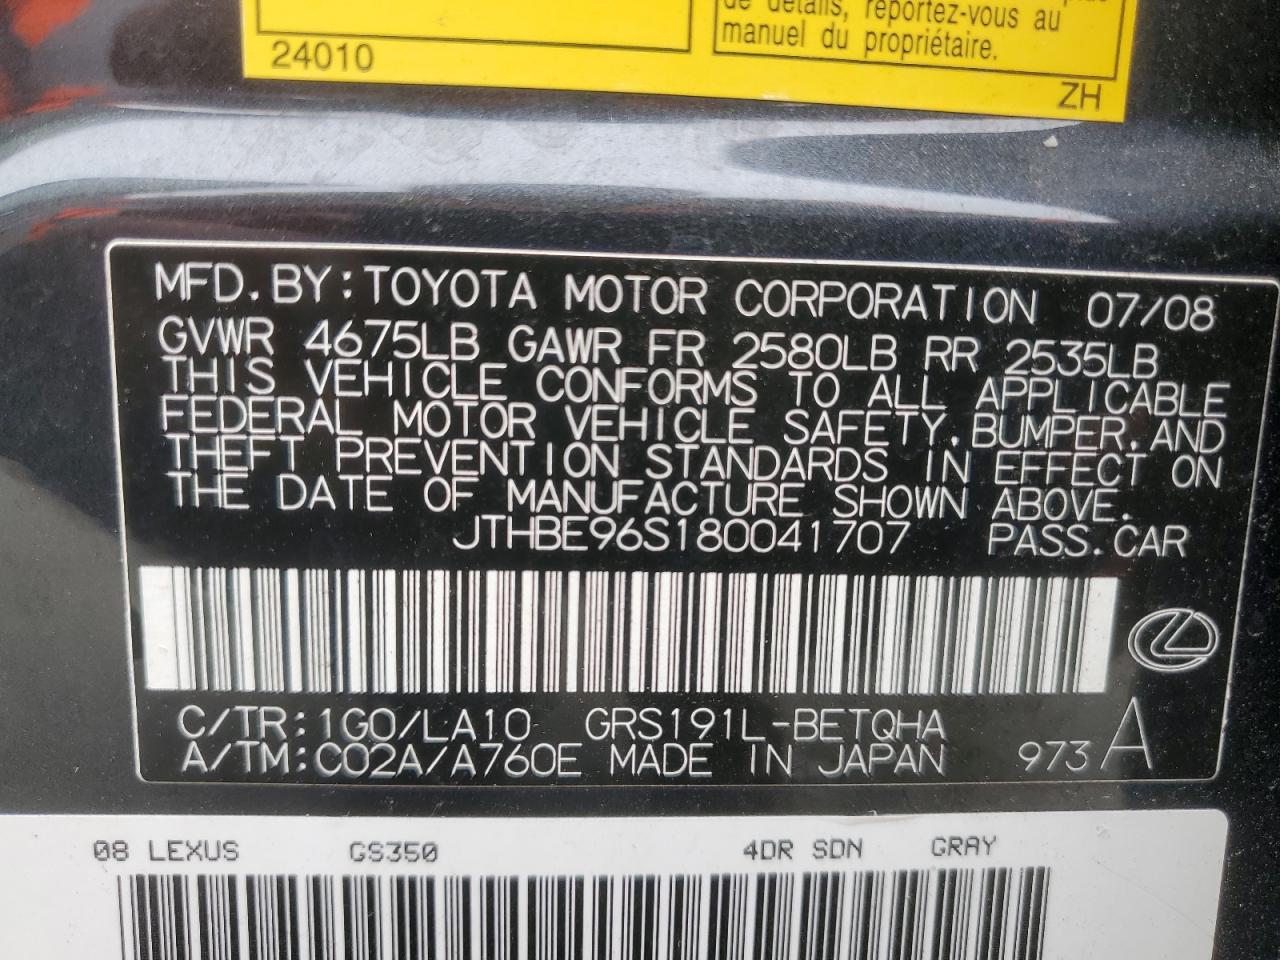 de détails, reportez-vous au
manuel du propriétaire.
24010
ZH
MFD. BY: TOYOTA MOTOR CORPORATION 07/08
GVWR 4675LB GAWR FR 2580LB RR 2535LB
THIS VEHICLE CONFORMS TO ALL APPLICABLE
FEDERAL MOTOR VEHICLE SAFETY, BUMPER, AND
THEFT PREVENTION STANDARDS IN EFFECT ON
THE DATE OF MANUFACTURE SHOWN ABOVE.
JTHBE96S180041707 PASS. CAR
C/TR: 1G0/LA10 GRS191L-BETQHA
A/TM: C02A/A760E MADE IN JAPAN 973 A
08 LEXUS GS350 4DR SDN GRAY